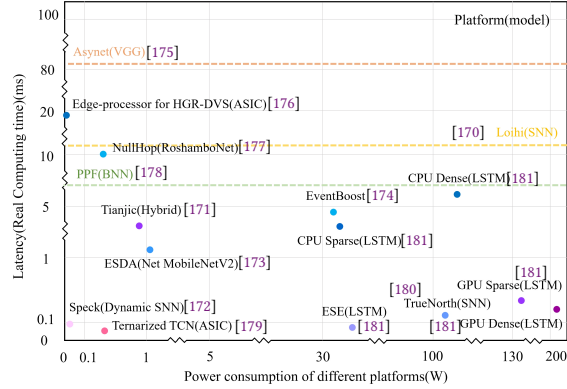 100
Platform(model)
Asynet(VGG) [175]
80
Edge-processor for HGR-DVS(ASIC) [176]
20
[170] Loihi(SNN)
NullHop(RoshamboNet) [177]
10
PPF(BNN) [178]
CPU Dense(LSTM) [181]
EventBoost [174]
5
Tianjic(Hybrid) [171]
CPU Sparse(LSTM) [181]
ESDA(Net MobileNetV2) [173]
1
[181]
[180] GPU Sparse(LSTM)
Speck(Dynamic SNN) [172]
TrueNorth(SNN)
ESE(LSTM)
0.1
Ternarized TCN(ASIC) [179]
[181] [181] GPU Dense(LSTM)
0
0 0.1 1 5 30 100 130 200
Power consumption of different platforms(W)
Latency(Real Computing time)(ms)